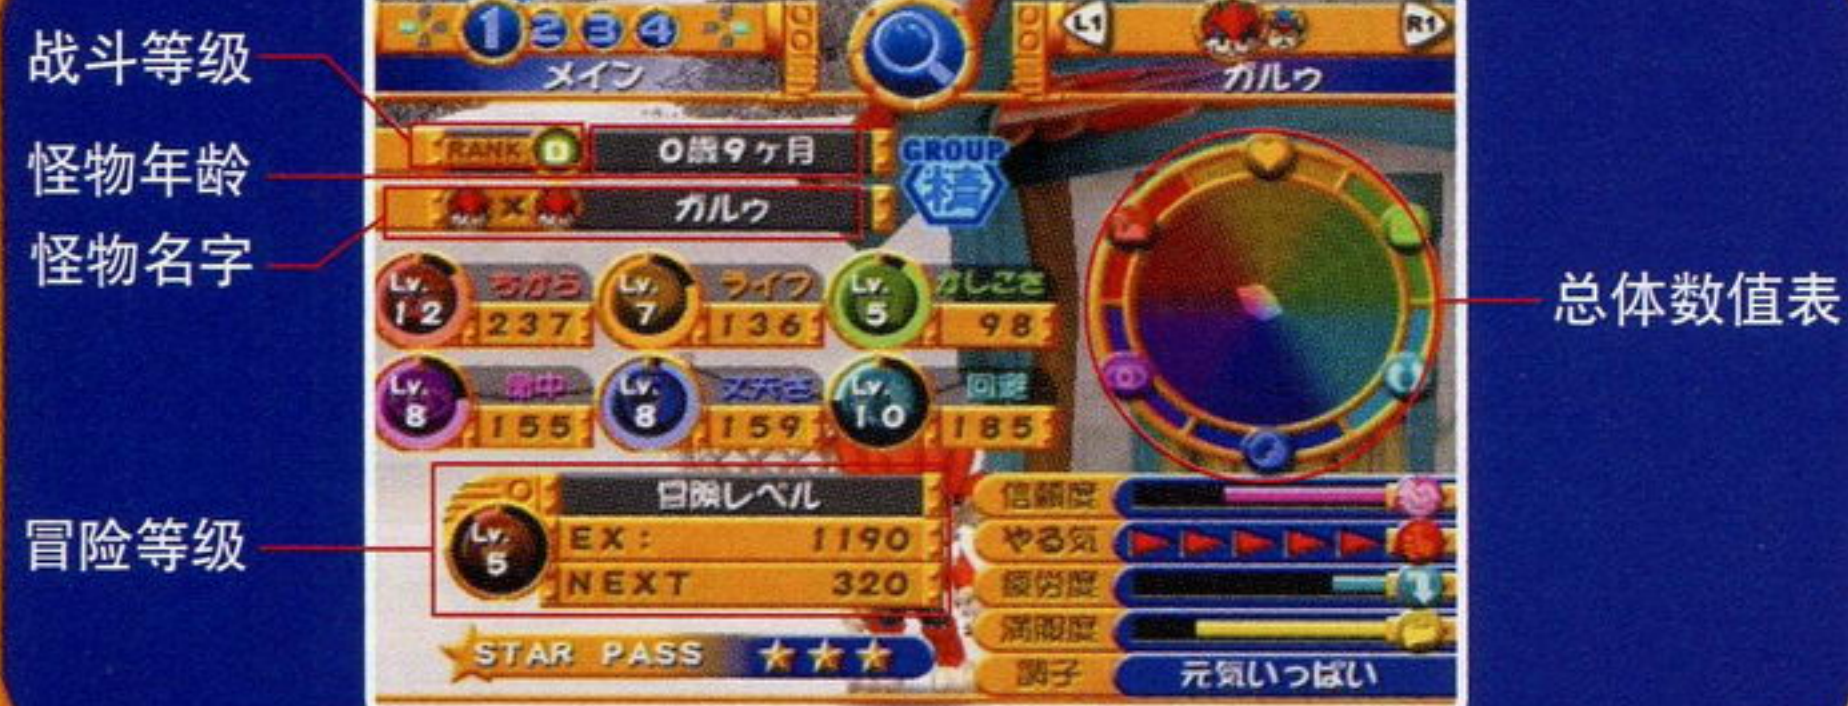 战斗等级
怪物年龄
怪物名字
冒险等级
总体数值表
1 2 3 4
メイン
L1
R1
ガルゥ
RANK D
0歳9ヶ月
GROUP
精
× ガルゥ
Lv. 12 ちから 237
Lv. 7 ライフ 136
Lv. 5 かしこさ 98
Lv. 8 命中 155
Lv. 8 丈夫さ 159
Lv. 10 回避 185
冒険レベル
Lv. 5
EX: 1190
NEXT 320
STAR PASS
信頼度
やる気
疲労度
満腹度
調子 元気いっぱい